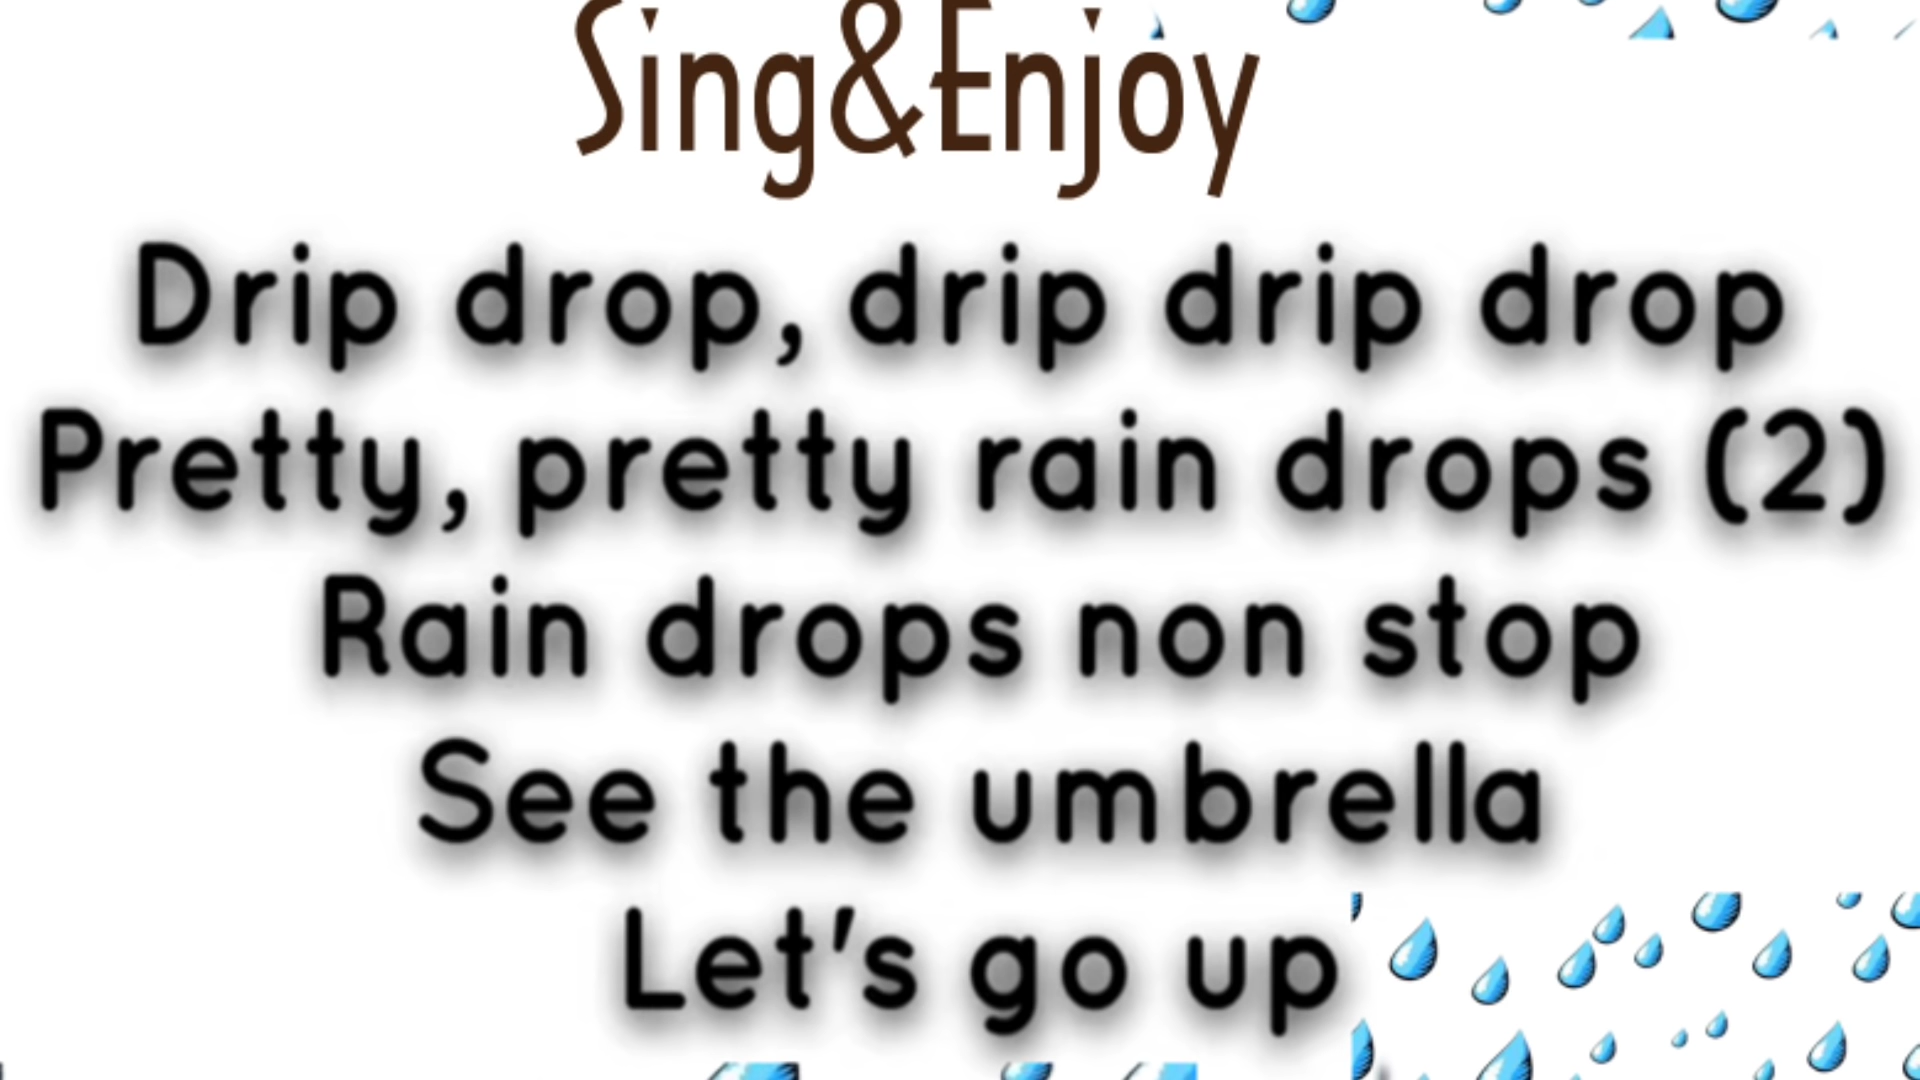 Sing&Enjoy
Drip drop, drip drip drop
Pretty, pretty rain drops (2)
Rain drops non stop
See the umbrella
Let's go up